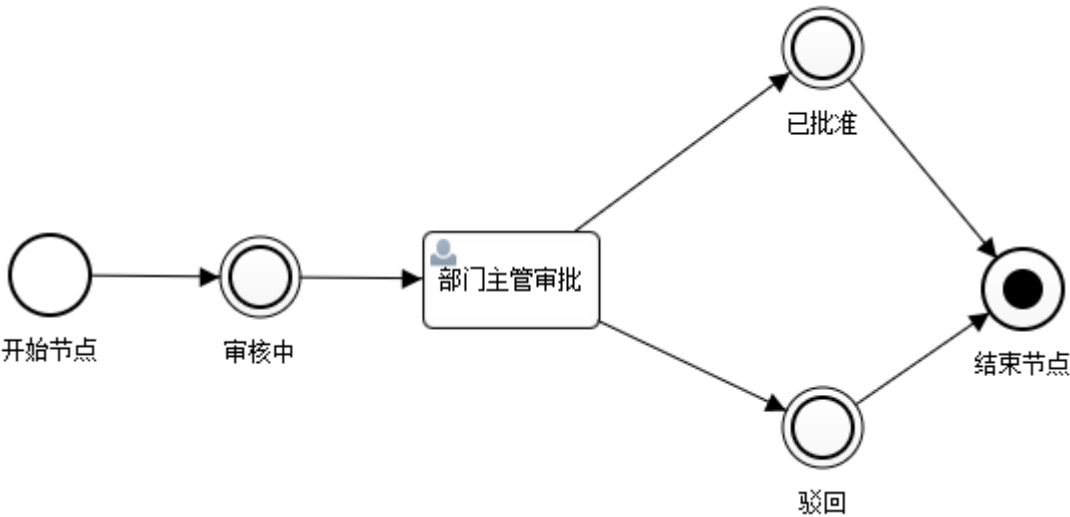 已批准
部门主管审批
开始节点
审核中
结束节点
驳回